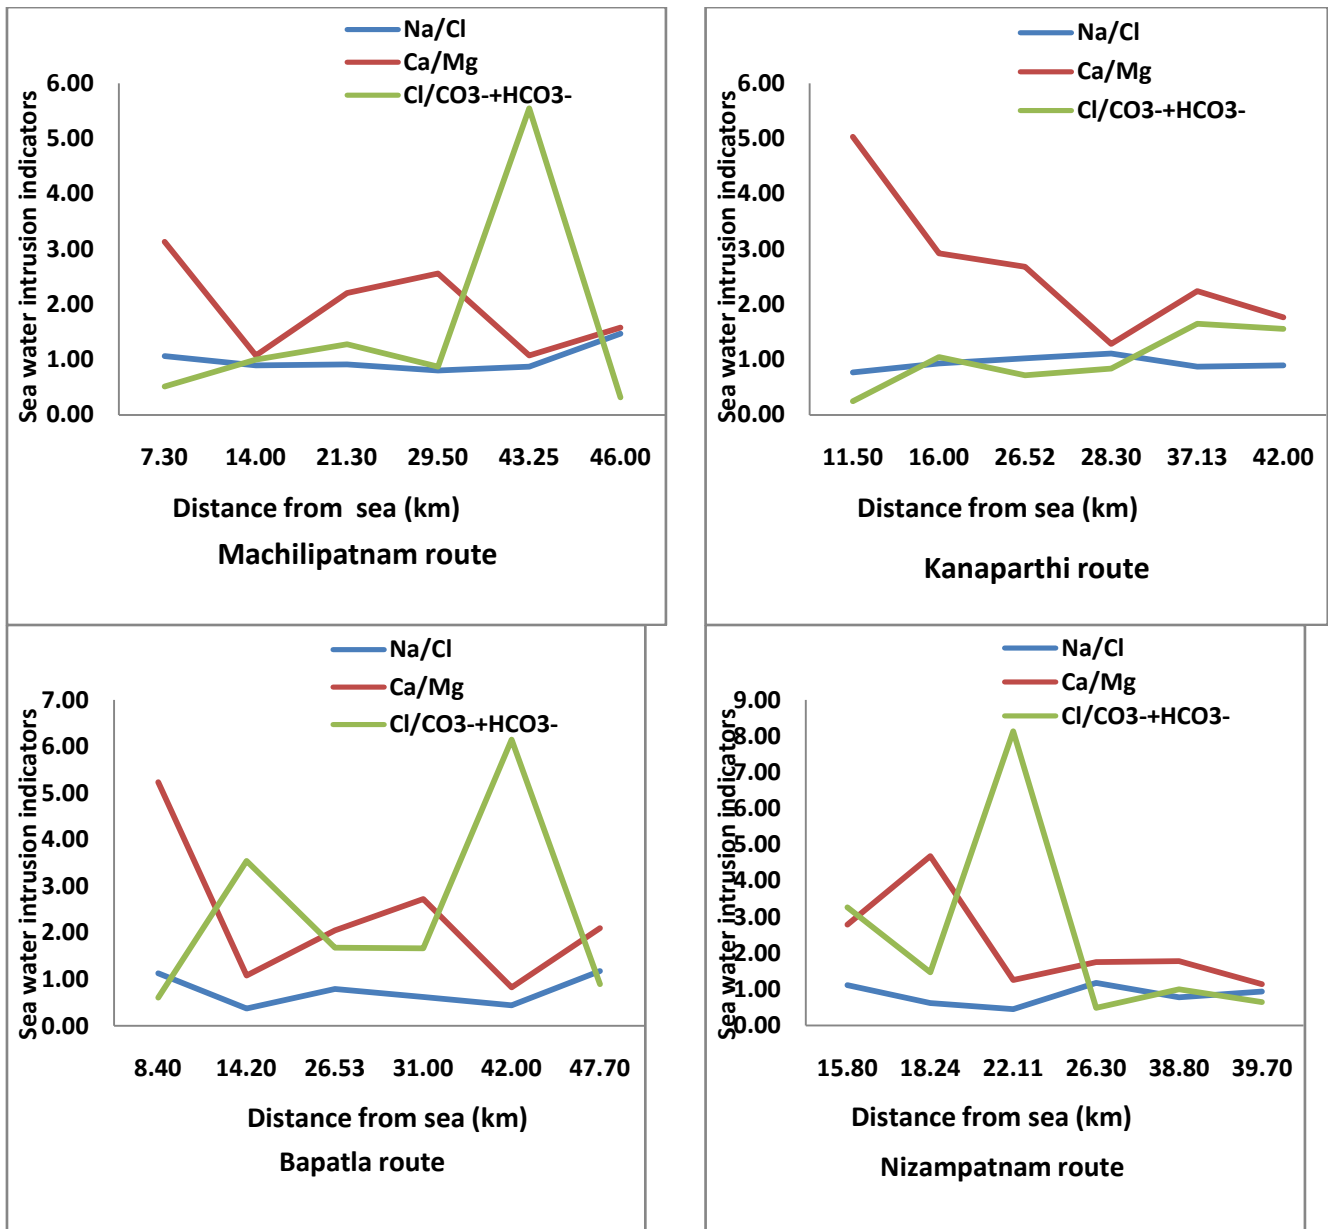 Na/Cl
Ca/Mg
Cl/CO3-+HCO3-
Sea water intrusion indicators
6.00
5.00
4.00
3.00
2.00
1.00
0.00
7.30 14.00 21.30 29.50 43.25 46.00
Distance from sea (km)
Machilipatnam route
Na/Cl
Ca/Mg
Cl/CO3-+HCO3-
Sea water intrusion indicators
6.00
5.00
4.00
3.00
2.00
1.00
0.00
11.50 16.00 26.52 28.30 37.13 42.00
Distance from sea (km)
Kanaparthi route
Na/Cl
Ca/Mg
Cl/CO3-+HCO3-
Sea water intrusion indicators
7.00
6.00
5.00
4.00
3.00
2.00
1.00
0.00
8.40 14.20 26.53 31.00 42.00 47.70
Distance from sea (km)
Bapatla route
Na/Cl
Ca/Mg
Cl/CO3-+HCO3-
Sea water intrusion indicators
9.00
8.00
7.00
6.00
5.00
4.00
3.00
2.00
1.00
0.00
15.80 18.24 22.11 26.30 38.80 39.70
Distance from sea (km)
Nizampatnam route